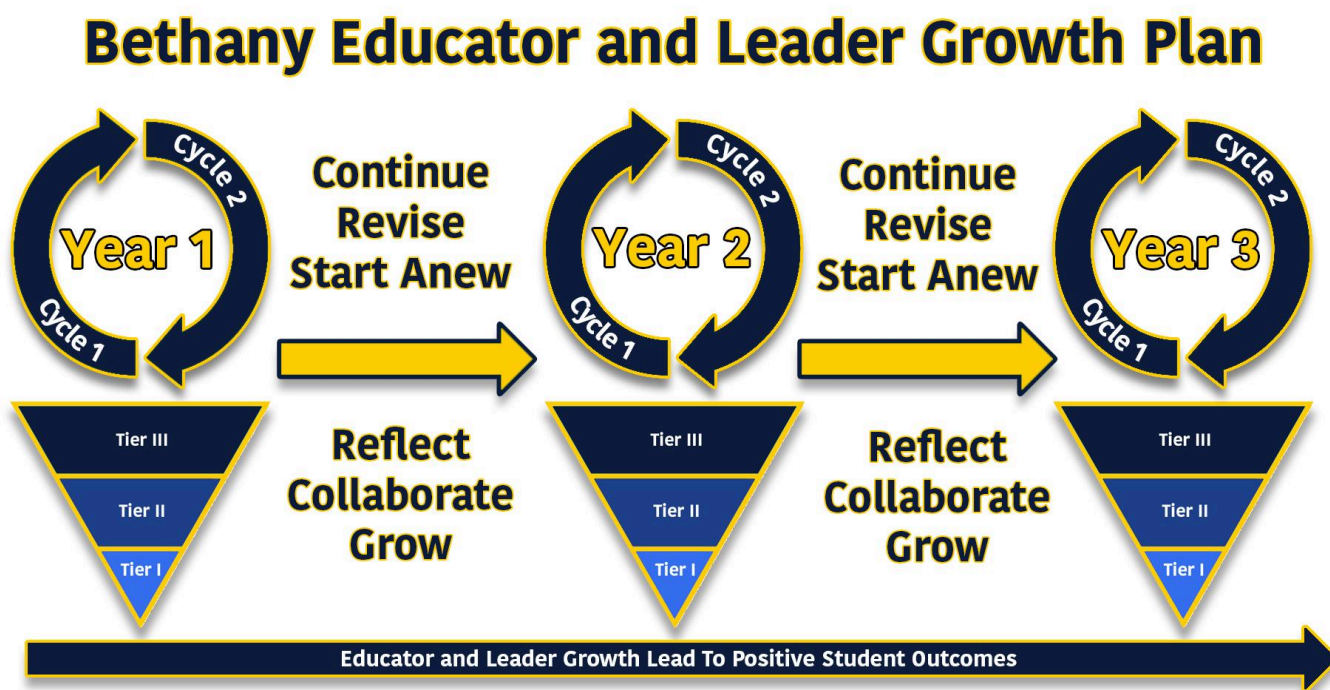 Bethany Educator and Leader Growth Plan
Cycle 2
Year 1
Cycle 1
Continue
Revise
Start Anew
Cycle 2
Year 2
Cycle 1
Continue
Revise
Start Anew
Cycle 2
Year 3
Cycle 1
Tier III
Tier II
Tier I
Reflect
Collaborate
Grow
Tier III
Tier II
Tier I
Reflect
Collaborate
Grow
Tier III
Tier II
Tier I
Educator and Leader Growth Lead To Positive Student Outcomes